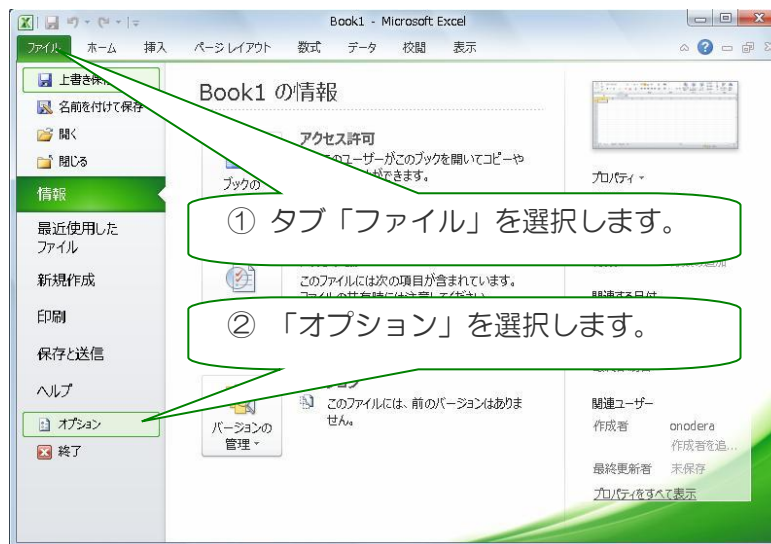 Book1 - Microsoft Excel
ファイル ホーム 挿入 ページ レイアウト 数式 データ 校閲 表示
上書き保存
名前を付けて保存
開く
閉じる
情報
最近使用した
ファイル
新規作成
印刷
保存と送信
ヘルプ
オプション
終了
Book1 の情報
アクセス許可
ユーザーがこのブックを開いてコピーや
できます。
ブックの
① タブ「ファイル」を選択します。
このファイルには次の項目が含まれています。
② 「オプション」を選択します。
バージョンの
管理
このファイルには、前のバージョンはありま
せん。
プロパティ
関連ユーザー
作成者 onodera
作成者を追...
最終更新者 未保存
プロパティをすべて表示